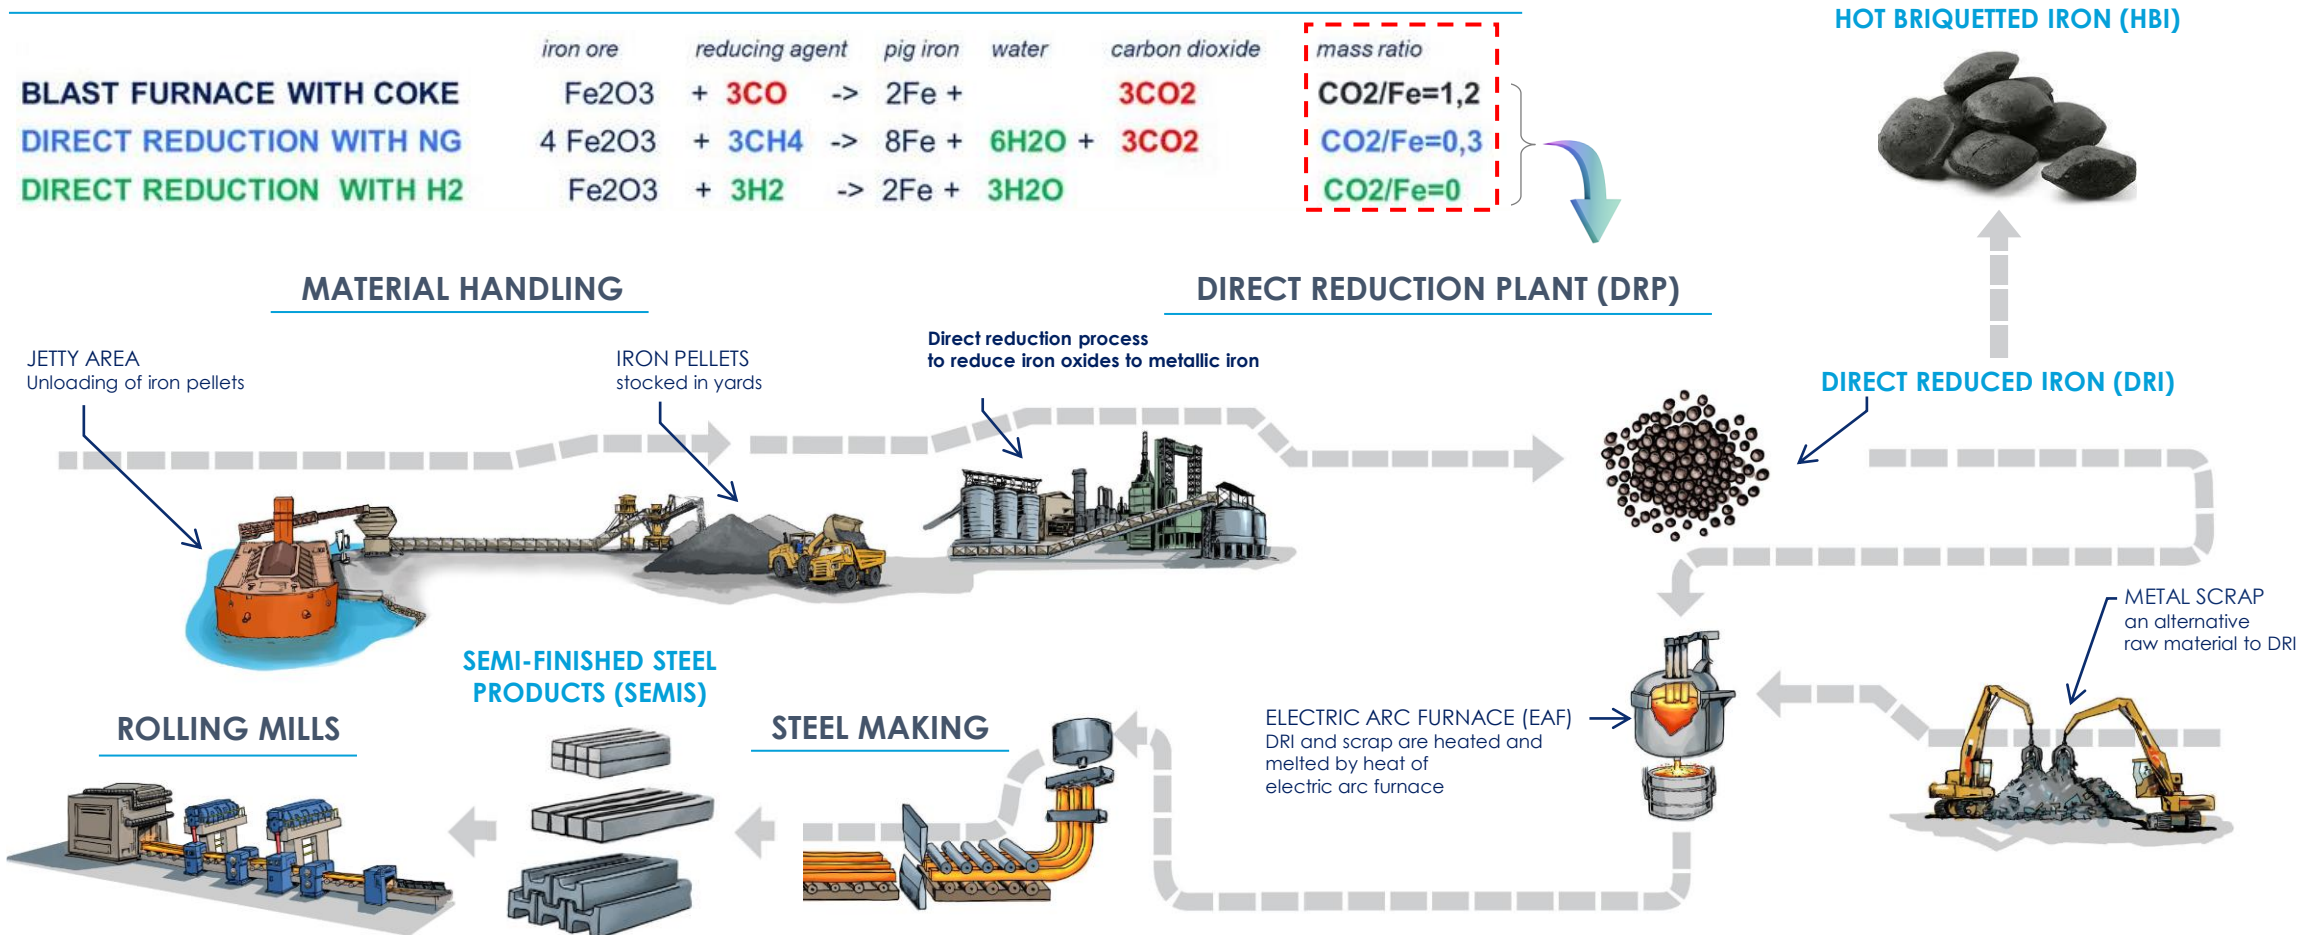 HOT BRIQUETTED IRON (HBI)
iron ore reducing agent pig iron water carbon dioxide mass ratio
BLAST FURNACE WITH COKE Fe2O3 + 3CO -> 2Fe + 3CO2 CO2/Fe=1,2
DIRECT REDUCTION WITH NG 4 Fe2O3 + 3CH4 -> 8Fe + 6H2O + 3CO2 CO2/Fe=0,3
DIRECT REDUCTION WITH H2 Fe2O3 + 3H2 -> 2Fe + 3H2O CO2/Fe=0
MATERIAL HANDLING
DIRECT REDUCTION PLANT (DRP)
JETTY AREA
Unloading of iron pellets
IRON PELLETS
stocked in yards
Direct reduction process
to reduce iron oxides to metallic iron
DIRECT REDUCED IRON (DRI)
METAL SCRAP
an alternative
raw material to DRI
ELECTRIC ARC FURNACE (EAF)
DRI and scrap are heated and
melted by heat of
electric arc furnace
STEEL MAKING
SEMI-FINISHED STEEL
PRODUCTS (SEMIS)
ROLLING MILLS